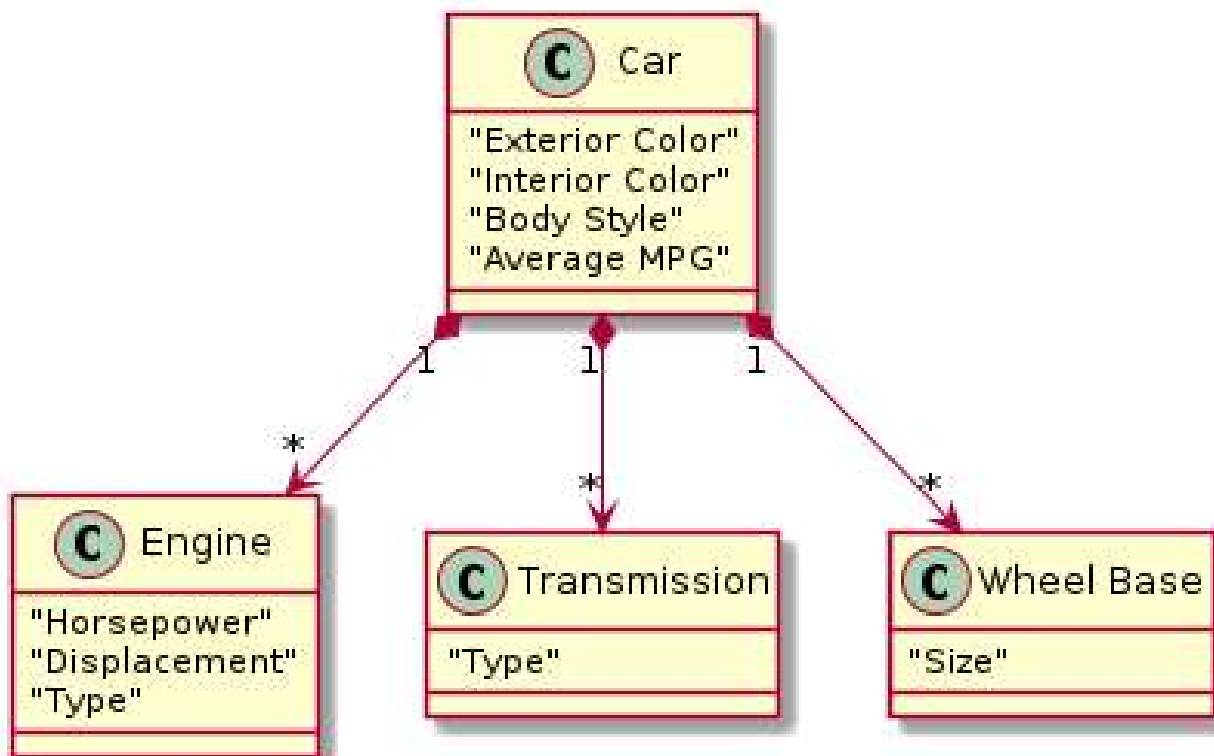 C Car
"Exterior Color"
"Interior Color"
"Body Style"
"Average MPG"
1
1
1
*
*
*
C Engine
"Horsepower"
"Displacement"
"Type"
C Transmission
"Type"
C Wheel Base
"Size"